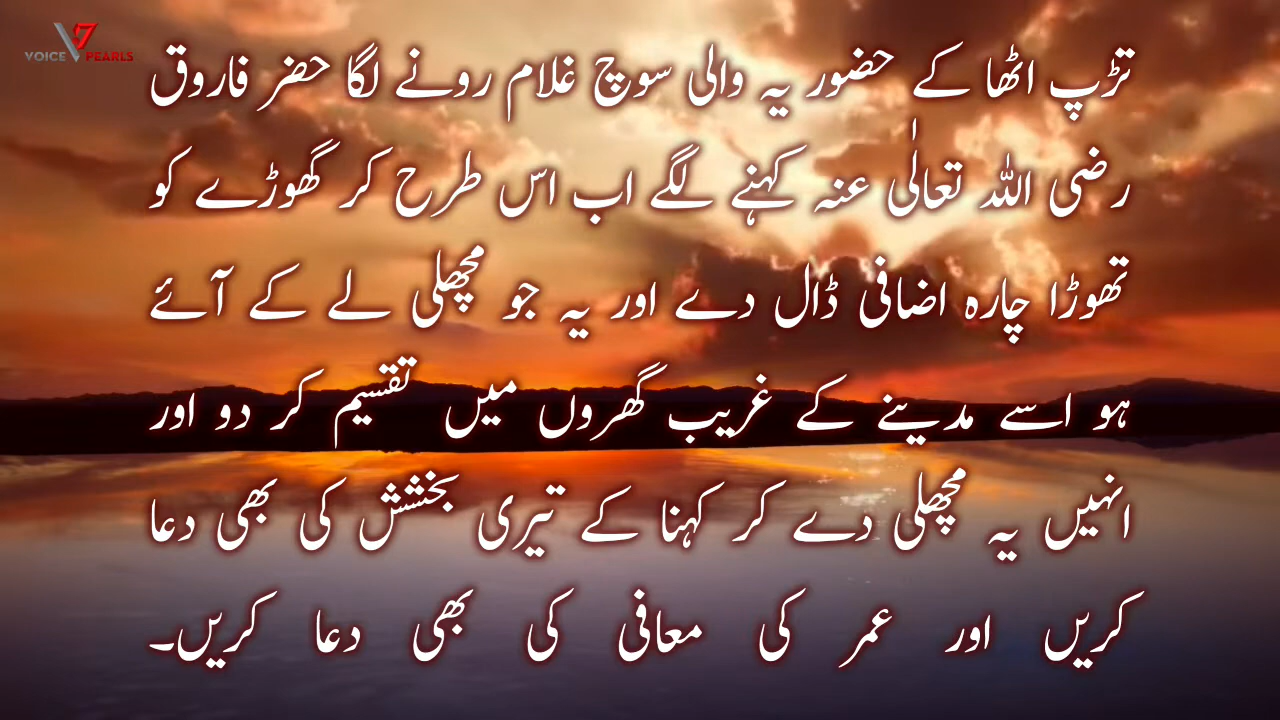 VOICE PEARLS
تڑپ اٹھا کے حضور یہ والی سوچ غلام رونے لگا حضر فاروق
رضی اللہ تعالٰی عنہ کہنے لگے اب اس طرح کر گھوڑے کو
تھوڑا چارہ اضافی ڈال دے اور یہ جو مچھلی لے کے آئے
ہو اسے مدینے کے غریب گھروں میں تقسیم کر دو اور
انہیں یہ مچھلی دے کر کہنا کے تیری بخشش کی بھی دعا
کریں اور عمر کی معافی کی بھی دعا کریں۔